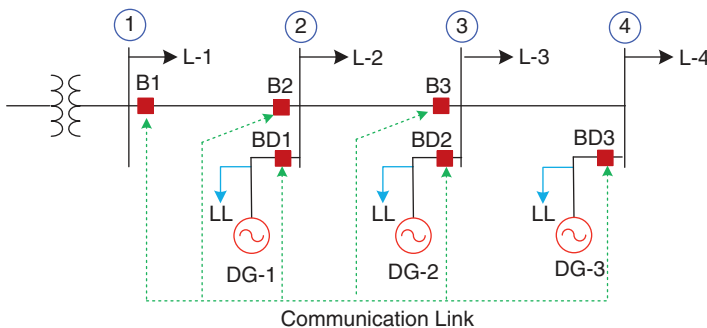 1 2 3 4
L-1 L-2 L-3 L-4
B1 B2 B3
BD1 BD2 BD3
LL LL LL
DG-1 DG-2 DG-3
Communication Link